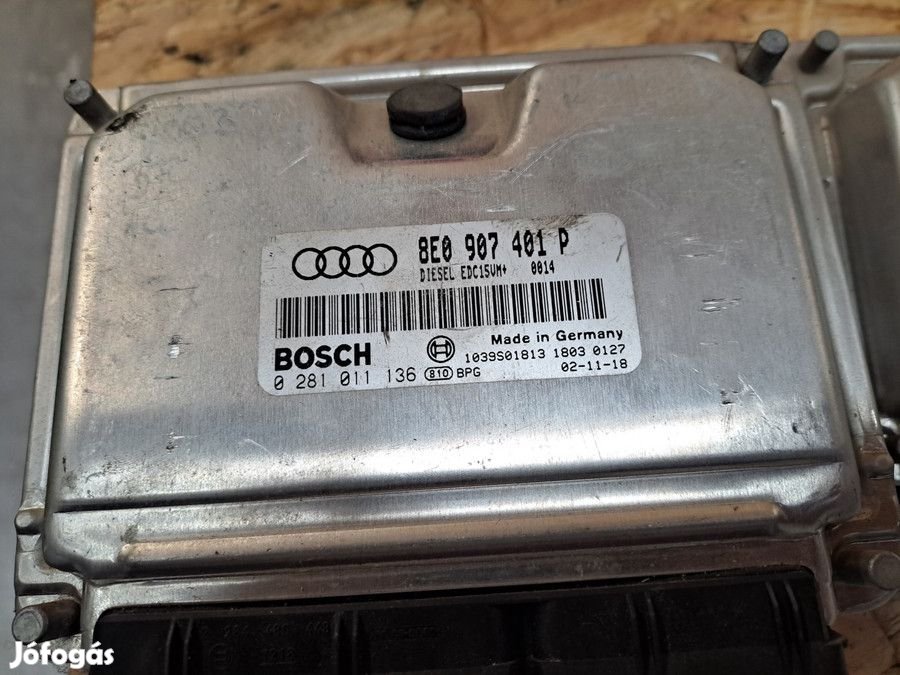 8E0 907 401 P
DIESEL EDC15VM+ 0014
Made in Germany
BOSCH
1039S01813 1803 0127
0 281 011 136 810 BPG
02-11-18
Jófogás